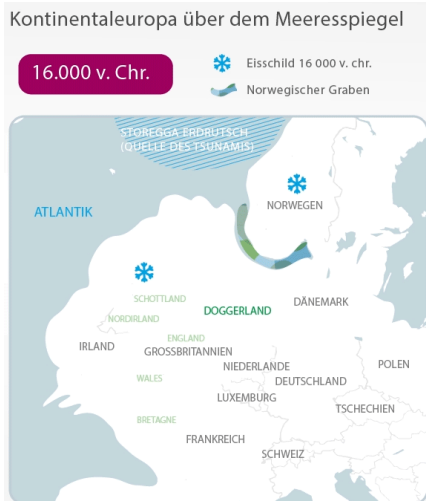 Kontinentaleuropa über dem Meeresspiegel
16.000 v. Chr.
Eisschild 16 000 v. chr.
Norwegischer Graben
STOREGGA ERDRUTSCH
(QUELLE DES TSUNAMIS)
NORWEGEN
ATLANTIK
SCHOTTLAND
DÄNEMARK
DOGGERLAND
NORDIRLAND
ENGLAND
IRLAND
GROSSBRITANNIEN
NIEDERLANDE
POLEN
WALES
DEUTSCHLAND
LUXEMBURG
TSCHECHIEN
BRETAGNE
FRANKREICH
SCHWEIZ